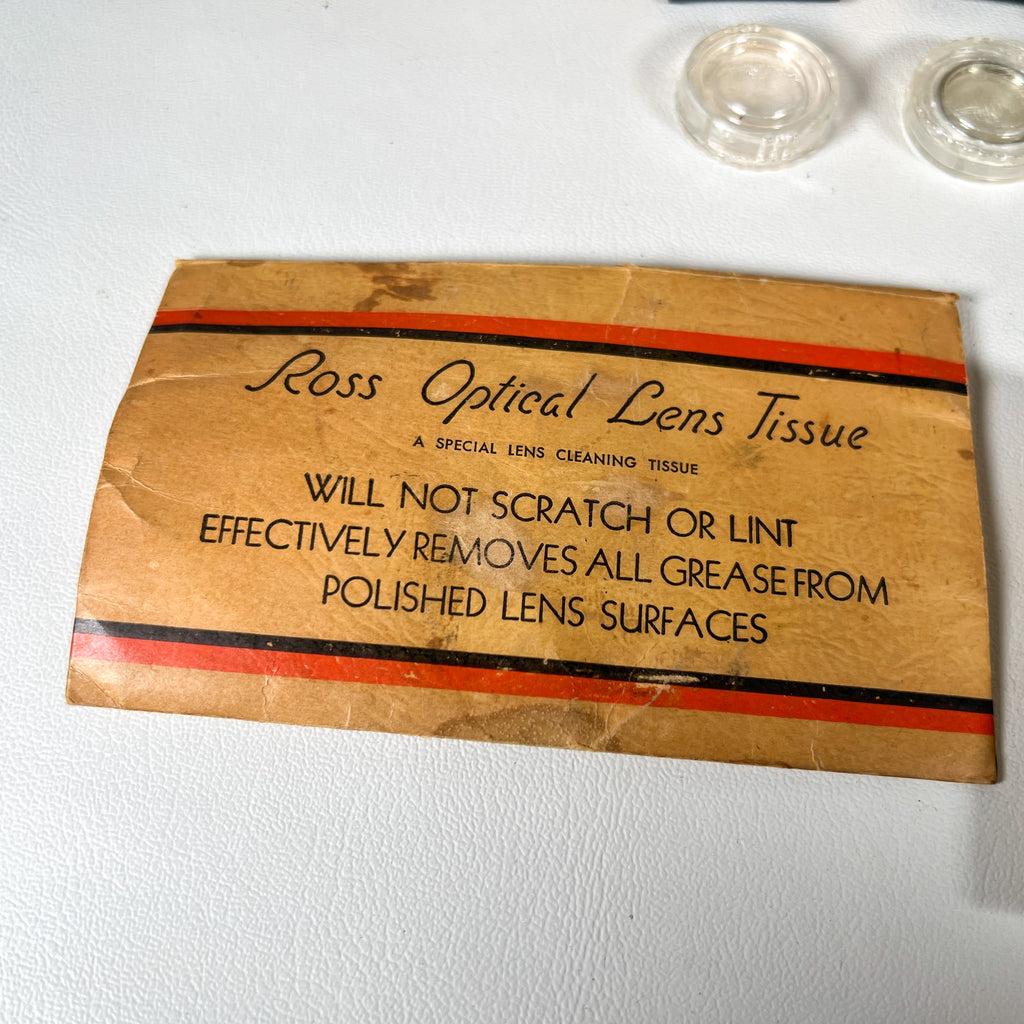 Ross Optical Lens Tissue
A SPECIAL LENS CLEANING TISSUE
WILL NOT SCRATCH OR LINT
EFFECTIVELY REMOVES ALL GREASE FROM
POLISHED LENS SURFACES